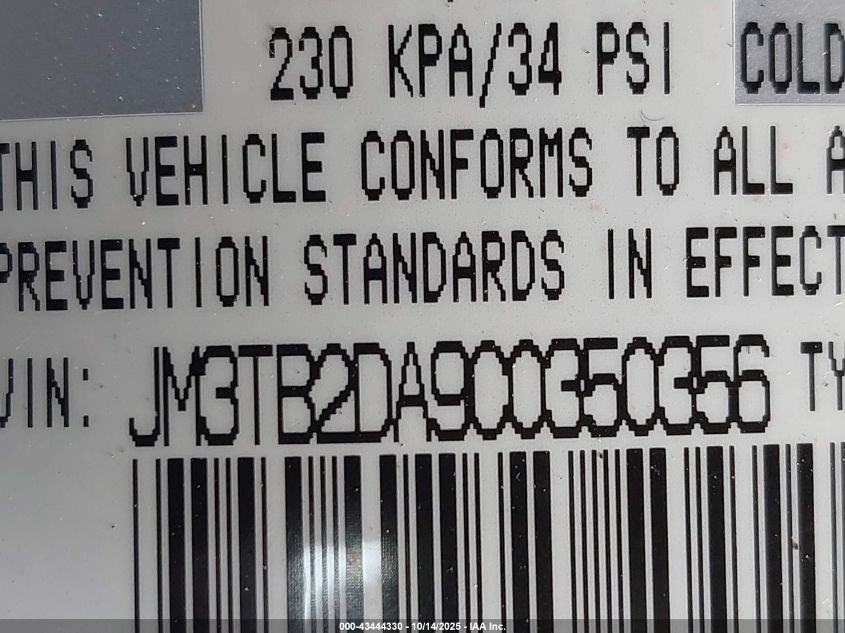 230 KPA/34 PSI COLD
THIS VEHICLE CONFORMS TO ALL A
PREVENTION STANDARDS IN EFFECT
VIN: JM3TB2DA9C0350356 TY
000-43444330 - 10/14/2025 - IAA Inc.